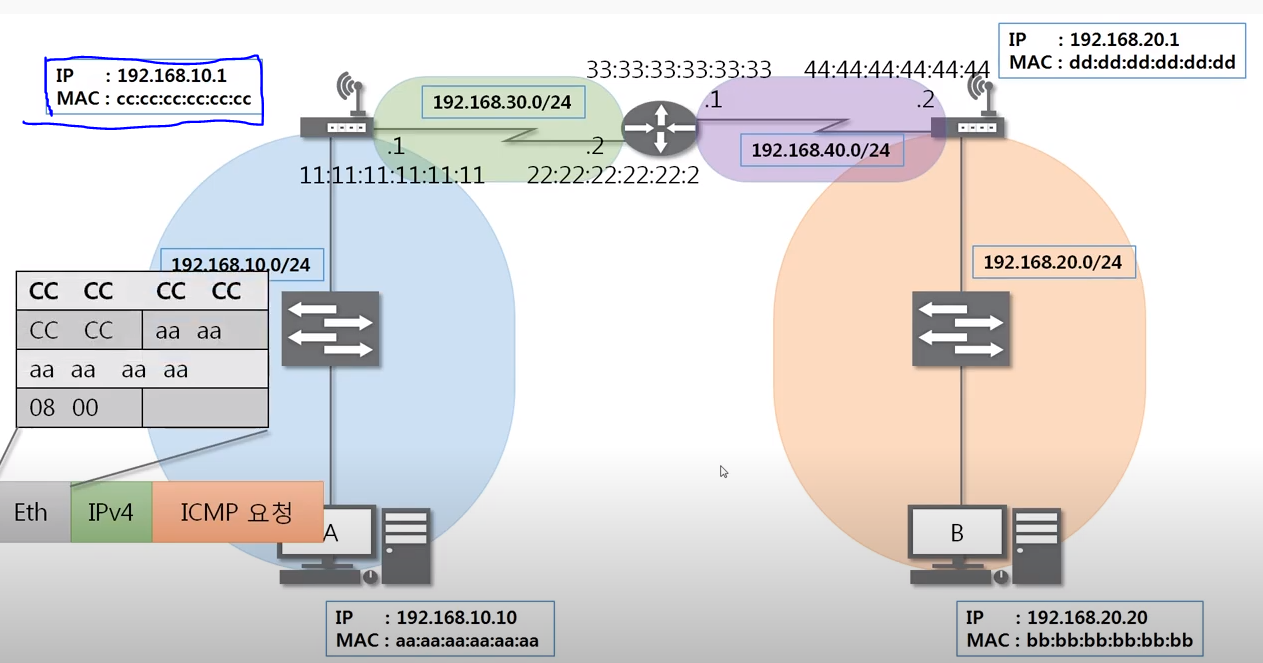 IP : 192.168.10.1
MAC : cc:cc:cc:cc:cc:cc
IP : 192.168.20.1
MAC : dd:dd:dd:dd:dd:dd
33:33:33:33:33:33
44:44:44:44:44:44
192.168.30.0/24
.1
.2
192.168.40.0/24
.1
.2
11:11:11:11:11:11
22:22:22:22:22:2
192.168.10.0/24
192.168.20.0/24
CC CC CC CC
CC CC aa aa
aa aa aa aa
08 00
Eth IPv4 ICMP 요청
A
B
IP : 192.168.10.10
MAC : aa:aa:aa:aa:aa:aa
IP : 192.168.20.20
MAC : bb:bb:bb:bb:bb:bb